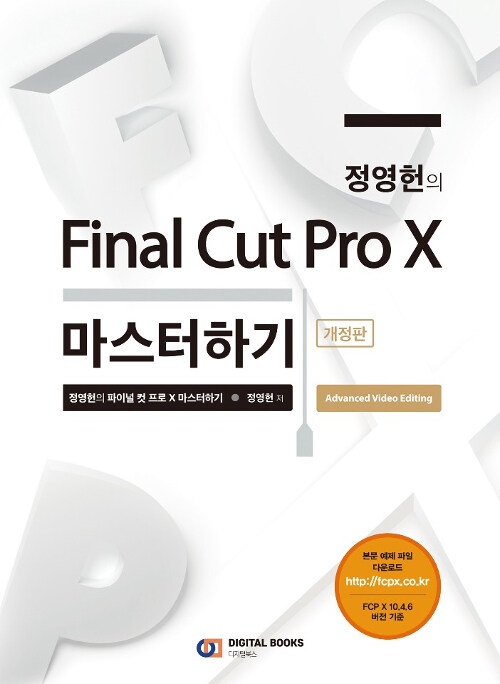 F C
P X
정영헌의
Final Cut Pro X
마스터하기
개정판
정영헌의 파이널 컷 프로 X 마스터하기 ● 정영헌 저
Advanced Video Editing
본문 예제 파일
다운로드
http://fcpx.co.kr
FCP X 10.4.6
버전 기준
DIGITAL BOOKS
디지털북스